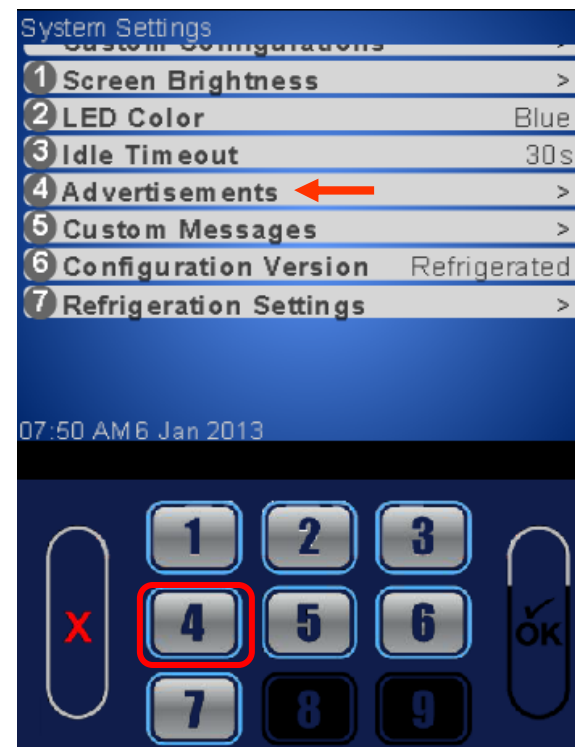 System Settings
Custom Configurations >
1 Screen Brightness >
2 LED Color Blue
3 Idle Timeout 30s
4 Advertisements >
5 Custom Messages >
6 Configuration Version Refrigerated
7 Refrigeration Settings >
07:50 AM 6 Jan 2013
1 2 3
X 4 5 6 OK
7 8 9